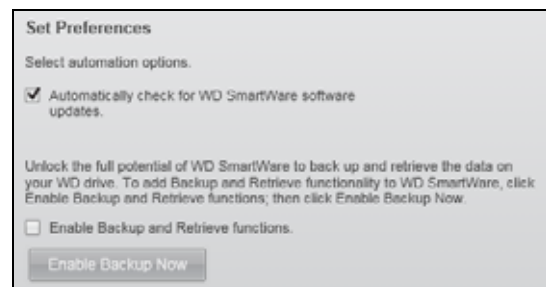 Set Preferences
Select automation options.
Automatically check for WD SmartWare software
updates.
Unlock the full potential of WD SmartWare to back up and retrieve the data on
your WD drive. To add Backup and Retrieve functionality to WD SmartWare, click
Enable Backup and Retrieve functions; then click Enable Backup Now.
Enable Backup and Retrieve functions.
Enable Backup Now